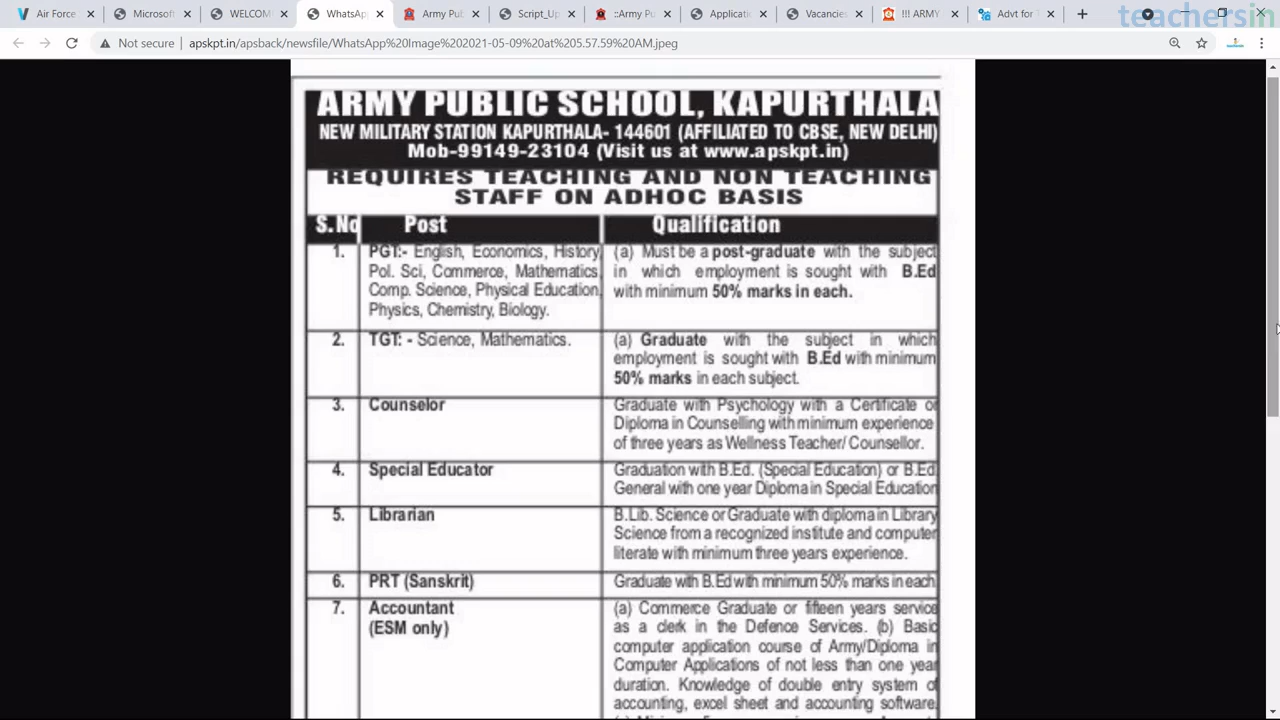 teachersin
Air Force
Microsoft
WELCOM
WhatsApp
Army Pub
Script_Up
::Army Pu
Applicatio
Vacancies
!!! ARMY
Advt for T
Not secure
apskpt.in/apsback/newsfile/WhatsApp%20Image%202021-05-09%20at%205.57.59%20AM.jpeg
ARMY PUBLIC SCHOOL, KAPURTHALA
NEW MILITARY STATION KAPURTHALA- 144601 (AFFILIATED TO CBSE, NEW DELHI)
Mob-99149-23104 (Visit us at www.apskpt.in)
REQUIRES TEACHING AND NON TEACHING
STAFF ON ADHOC BASIS
S.No Post Qualification
1. PGT:- English, Economics, History,
Pol. Sci, Commerce, Mathematics,
Comp. Science, Physical Education,
Physics, Chemistry, Biology.
(a) Must be a post-graduate with the subject
in which employment is sought with B.Ed
with minimum 50% marks in each.
2. TGT: - Science, Mathematics.
(a) Graduate with the subject in which
employment is sought with B.Ed with minimum
50% marks in each subject.
3. Counselor
Graduate with Psychology with a Certificate or
Diploma in Counselling with minimum experience
of three years as Wellness Teacher/ Counsellor.
4. Special Educator
Graduation with B.Ed. (Special Education) or B.Ed
General with one year Diploma in Special Education
5. Librarian
B.Lib. Science or Graduate with diploma in Library
Science from a recognized institute and computer
literate with minimum three years experience.
6. PRT (Sanskrit)
Graduate with B.Ed with minimum 50% marks in each
7. Accountant
(ESM only)
(a) Commerce Graduate or fifteen years service
as a clerk in the Defence Services. (b) Basic
computer application course of Army/Diploma in
Computer Applications of not less than one year
duration. Knowledge of double entry system of
accounting, excel sheet and accounting software.